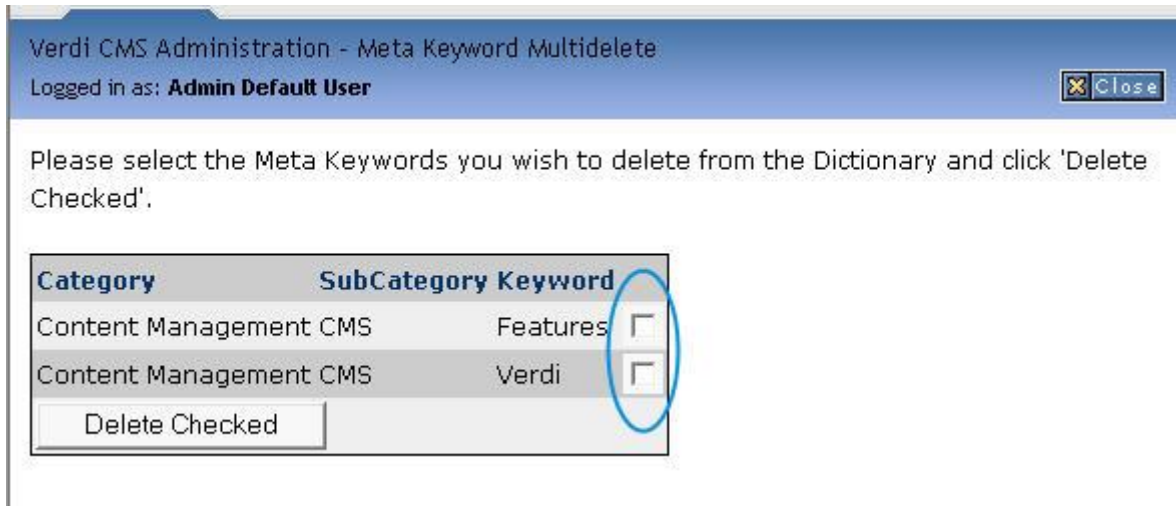 Verdi CMS Administration - Meta Keyword Multidelete
Logged in as: Admin Default User
Close
Please select the Meta Keywords you wish to delete from the Dictionary and click 'Delete
Checked'.
Category SubCategory Keyword
Content Management CMS Features
Content Management CMS Verdi
Delete Checked